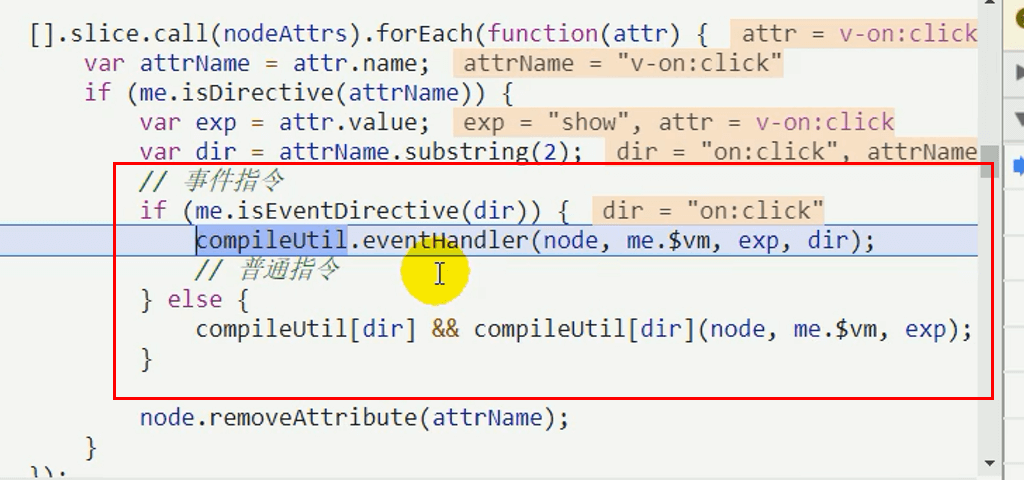 [].slice.call(nodeAttrs).forEach(function(attr) { attr = v-on:click
var attrName = attr.name; attrName = "v-on:click"
if (me.isDirective(attrName)) {
var exp = attr.value; exp = "show", attr = v-on:click
var dir = attrName.substring(2); dir = "on:click", attrName
// 事件指令
if (me.isEventDirective(dir)) { dir = "on:click"
compileUtil.eventHandler(node, me.$vm, exp, dir);
// 普通指令
} else {
compileUtil[dir] && compileUtil[dir](node, me.$vm, exp);
}
node.removeAttribute(attrName);
}
});